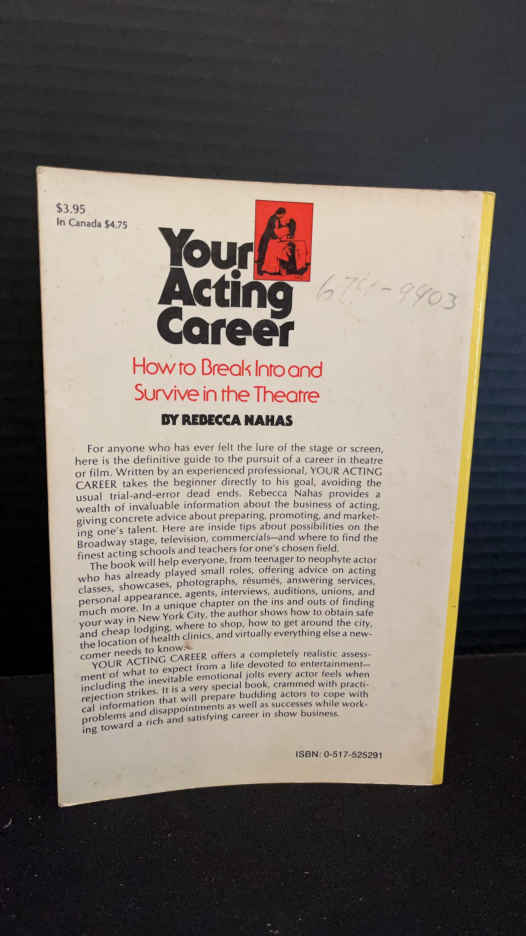 $3.95
In Canada $4.75
Your
Acting
Career
How to Break Into and
Survive in the Theatre
BY REBECCA NAHAS
For anyone who has ever felt the lure of the stage or screen,
here is the definitive guide to the pursuit of a career in theatre
or film. Written by an experienced professional, YOUR ACTING
CAREER takes the beginner directly to his goal, avoiding the
usual trial-and-error dead ends. Rebecca Nahas provides a
wealth of invaluable information about the business of acting,
giving concrete advice about preparing, promoting, and market-
ing one's talent. Here are inside tips about possibilities on the
Broadway stage, television, commercials—and where to find the
finest acting schools and teachers for one's chosen field.
The book will help everyone, from teenager to neophyte actor
who has already played small roles, offering advice on acting
classes, showcases, photographs, résumés, answering services,
personal appearance, agents, interviews, auditions, unions, and
much more. In a unique chapter on the ins and outs of finding
your way in New York City, the author shows how to obtain safe
and cheap lodging, where to shop, how to get around the city,
the location of health clinics, and virtually everything else a new-
comer needs to know.
YOUR ACTING CAREER offers a completely realistic assess-
ment of what to expect from a life devoted to entertainment—
including the inevitable emotional jolts every actor feels when
rejection strikes. It is a very special book, crammed with practi-
cal information that will prepare budding actors to cope with
problems and disappointments as well as successes while work-
ing toward a rich and satisfying career in show business.
ISBN: 0-517-525291